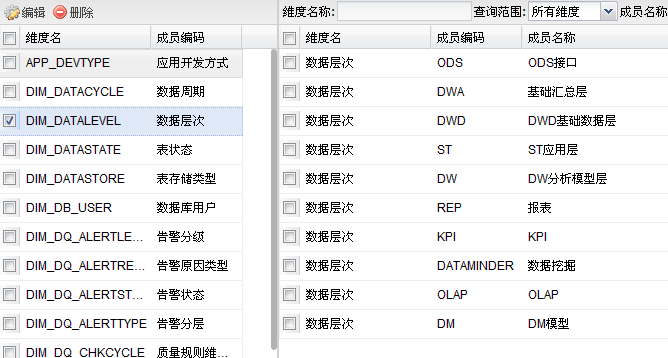 编辑 删除
维度名 成员编码
APP_DEVTYPE 应用开发方式
DIM_DATACYCLE 数据周期
DIM_DATALEVEL 数据层次
DIM_DATASTATE 表状态
DIM_DATASTORE 表存储类型
DIM_DB_USER 数据库用户
DIM_DQ_ALERTLE... 告警分级
DIM_DQ_ALERTRE... 告警原因类型
DIM_DQ_ALERTST... 告警状态
DIM_DQ_ALERTTYPE 告警分层
DIM_DQ_CHKCYCLE 质量规则维...
维度名称: 查询范围: 所有维度 成员名称
维度名 成员编码 成员名称
数据层次 ODS ODS接口
数据层次 DWA 基础汇总层
数据层次 DWD DWD基础数据层
数据层次 ST ST应用层
数据层次 DW DW分析模型层
数据层次 REP 报表
数据层次 KPI KPI
数据层次 DATAMINDER 数据挖掘
数据层次 OLAP OLAP
数据层次 DM DM模型